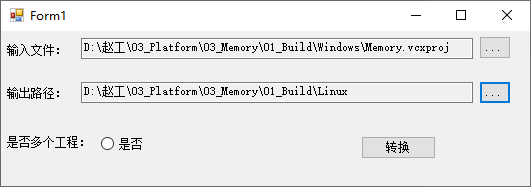 Form1
输入文件： D:\赵工\03_Platform\03_Memory\01_Build\Windows\Memory.vcxproj ...
输出路径： D:\赵工\03_Platform\03_Memory\01_Build\Linux ...
是否多个工程： 是否 转换